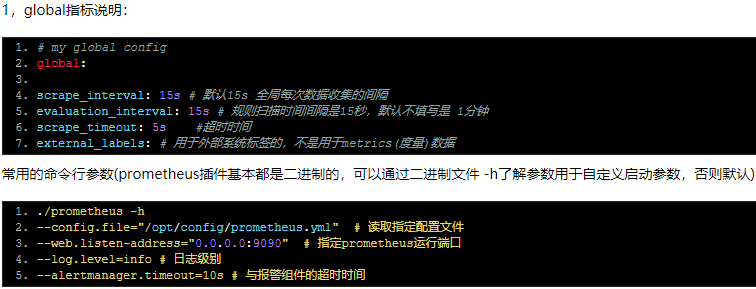 1，global指标说明：
1. # my global config
2. global:
3.
4. scrape_interval: 15s # 默认15s 全局每次数据收集的间隔
5. evaluation_interval: 15s # 规则扫描时间间隔是15秒，默认不填写是 1分钟
6. scrape_timeout: 5s    #超时时间
7. external_labels: # 用于外部系统标签的，不是用于metrics(度量)数据
常用的命令行参数(prometheus插件基本都是二进制的，可以通过二进制文件 -h了解参数用于自定义启动参数，否则默认)
1. ./prometheus -h
2. --config.file="/opt/config/prometheus.yml"  # 读取指定配置文件
3. --web.listen-address="0.0.0.0:9090"  # 指定prometheus运行端口
4. --log.level=info # 日志级别
5. --alertmanager.timeout=10s # 与报警组件的超时时间